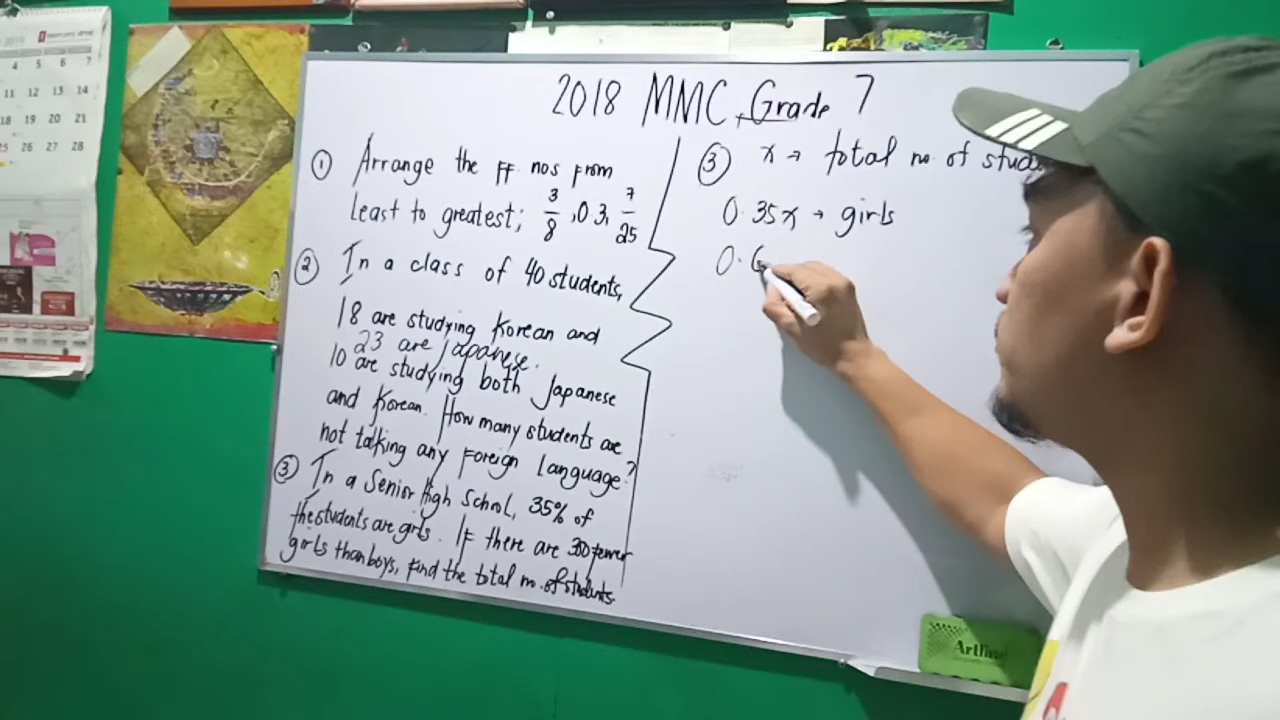 2018 MMC, Grade 7
① Arrange the ff. nos from
least to greatest; 3/8, 0.3, 7/25
② In a class of 40 students,
18 are studying Korean and
23 are Japanese.
10 are studying both Japanese
and Korean. How many students are
not talking any foreign language?
③ In a Senior High School, 35% of
the students are girls. If there are 300 fewer
girls than boys, find the total no. of students.
③ x → total no. of
0.35x → girls
0.6
Artline